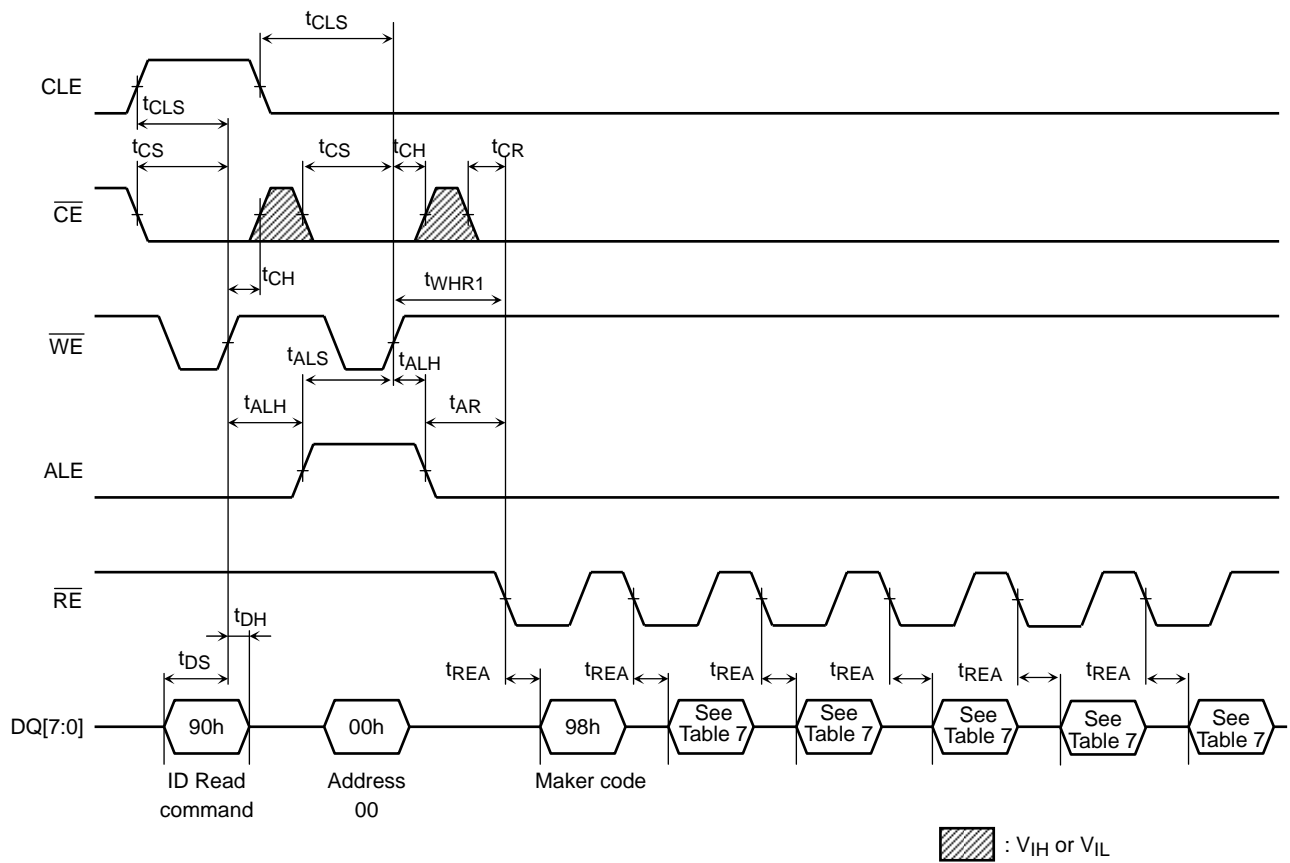 tCLS
CLE
tCLS
tCS
tCS
tCH
tCR
CE
tCH
tWHR1
WE
tALS
tALH
tALH
tAR
ALE
RE
tDH
tDS
tREA
tREA
tREA
tREA
tREA
tREA
DQ[7:0]
90h
00h
98h
See
Table 7
See
Table 7
See
Table 7
See
Table 7
See
Table 7
ID Read
command
Address
00
Maker code
: VIH or VIL